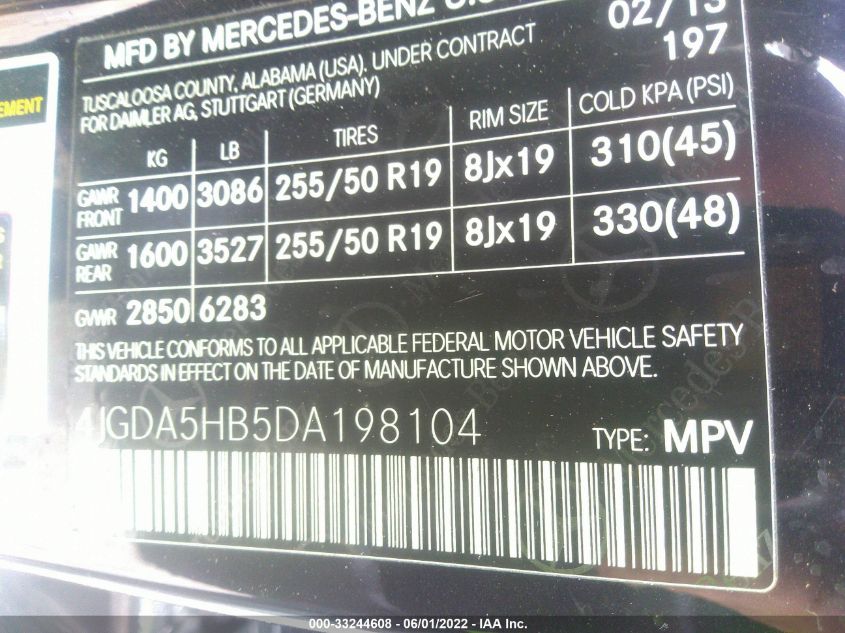 MFD BY MERCEDES-BENZ U.S
02/13
197
TUSCALOOSA COUNTY, ALABAMA (USA). UNDER CONTRACT
FOR DAIMLER AG, STUTTGART (GERMANY)
EMENT
KG LB TIRES RIM SIZE COLD KPA (PSI)
GAWR FRONT 1400 3086 255/50 R19 8Jx19 310(45)
GAWR REAR 1600 3527 255/50 R19 8Jx19 330(48)
GVWR 2850 6283
THIS VEHICLE CONFORMS TO ALL APPLICABLE FEDERAL MOTOR VEHICLE SAFETY
STANDARDS IN EFFECT ON THE DATE OF MANUFACTURE SHOWN ABOVE.
4JGDA5HB5DA198104
TYPE: MPV
000-33244608 - 06/01/2022 - IAA Inc.